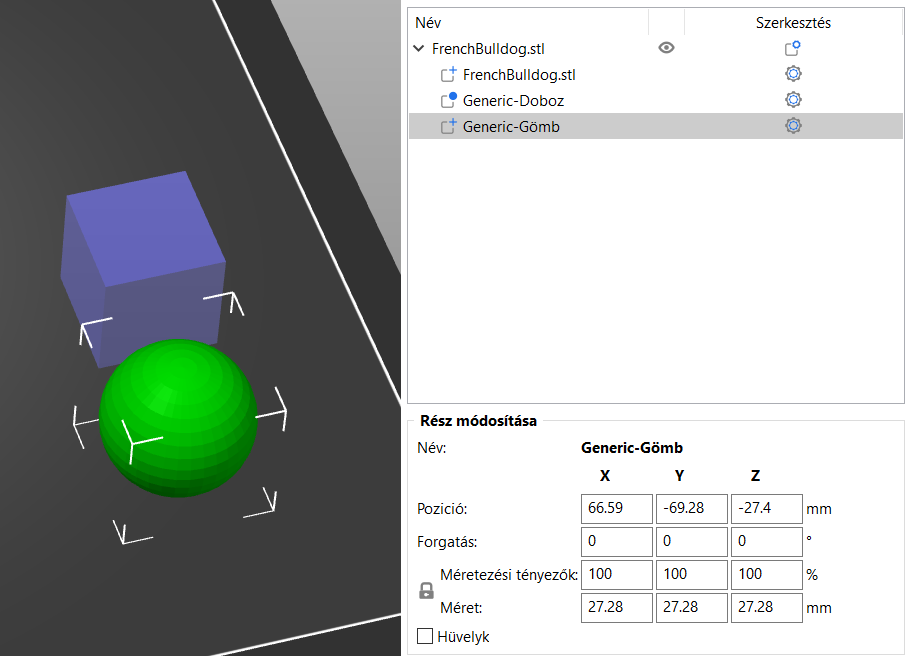 Név Szerkesztés
FrenchBulldog.stl
FrenchBulldog.stl
Generic-Doboz
Generic-Gömb
Rész módosítása
Név: Generic-Gömb
X Y Z
Pozíció: 66.59 -69.28 -27.4 mm
Forgatás: 0 0 0 °
Méretezési tényezők: 100 100 100 %
Méret: 27.28 27.28 27.28 mm
Hüvelyk